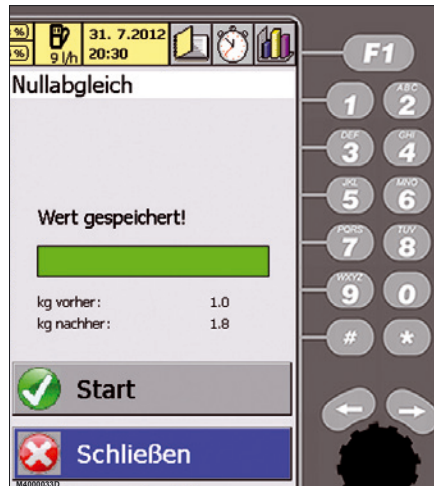 %)
%)
9 l/h
31. 7.2012
20:30
Nullabgleich
Wert gespeichert!
kg vorher: 1.0
kg nachher: 1.8
Start
Schließen
M4000033D
F1
1 ABC 2
DEF 3 GHI 4
JKL 5 MNO 6
PQRS 7 TUV 8
WXYZ 9 0
# *